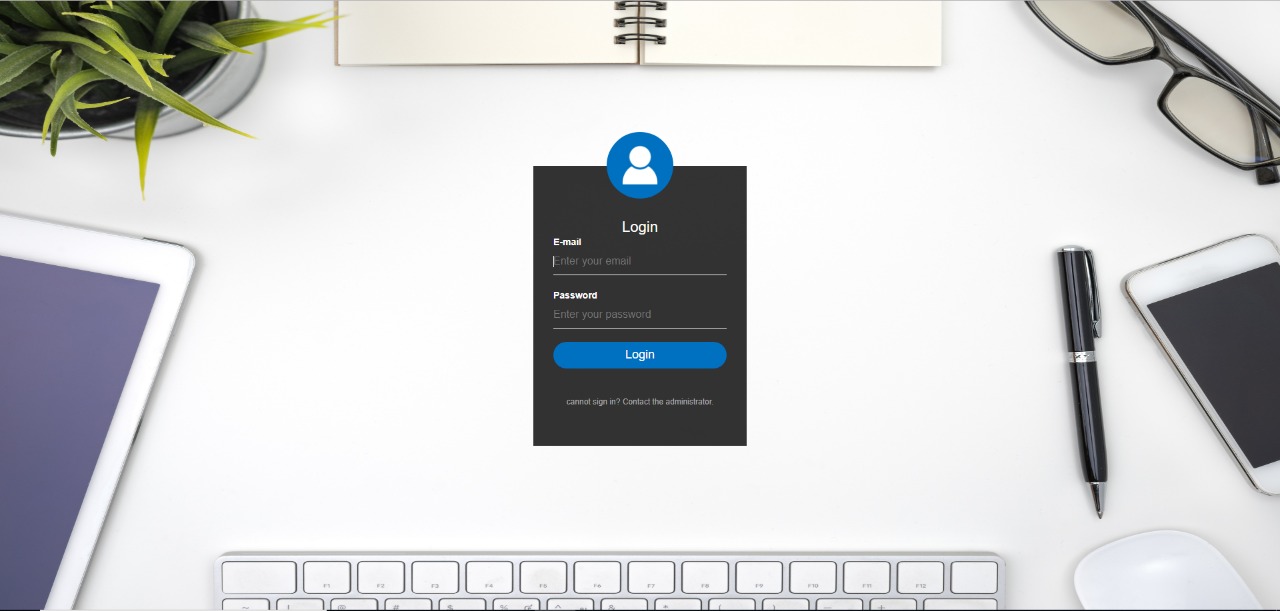 Login
E-mail
Enter your email
Password
Enter your password
Login
cannot sign in? Contact the administrator.
F1 F2 F3 F4 F5 F6 F7 F8 F9 F10 F11 F12
~ ! @ # $ % ^ & * ( ) — +